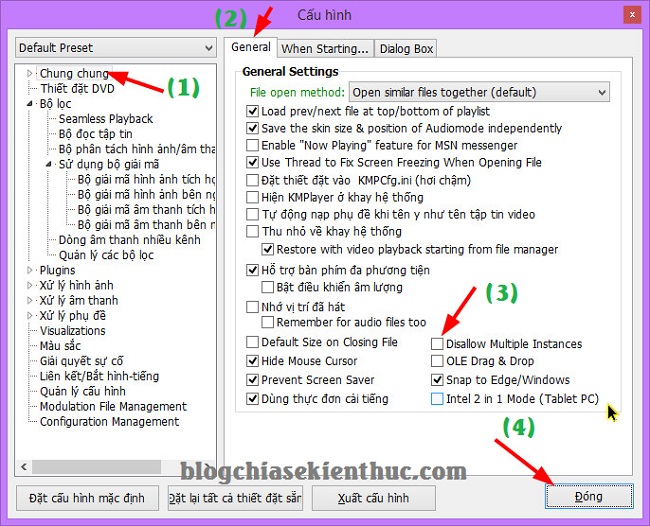 Cấu hình
x
(2)
Default Preset
General
When Starting...
Dialog Box
Chung chung
(1)
Thiết đặt DVD
Bộ lọc
Seamless Playback
Bộ đọc tập tin
Bộ phân tách hình ảnh/âm tha
Sử dụng bộ giải mã
Bộ giải mã hình ảnh tích hợ
Bộ giải mã hình ảnh bên ng
Bộ giải mã âm thanh tích h
Bộ giải mã âm thanh bên n
Dòng âm thanh nhiều kênh
Quản lý các bộ lọc
Plugins
Xử lý hình ảnh
Xử lý âm thanh
Xử lý phụ đề
Visualizations
Màu sắc
Giải quyết sự cố
Liên kết/Bắt hình-tiếng
Quản lý cấu hình
Modulation File Management
Configuration Management
General Settings
File open method:
Open similar files together (default)
Load prev/next file at top/bottom of playlist
Save the skin size & position of Audiomode independently
Enable "Now Playing" feature for MSN messenger
Use Thread to Fix Screen Freezing When Opening File
Đặt thiết đặt vào KMPCfg.ini (hơi chậm)
Hiện KMPlayer ở khay hệ thống
Tự động nạp phụ đề khi tên y như tên tập tin video
Thu nhỏ về khay hệ thống
Restore with video playback starting from file manager
Hỗ trợ bàn phím đa phương tiện
Bật điều khiển âm lượng
(3)
Nhớ vị trí đã hát
Remember for audio files too
Default Size on Closing File
Disallow Multiple Instances
Hide Mouse Cursor
OLE Drag & Drop
Prevent Screen Saver
Snap to Edge/Windows
Dùng thực đơn cải tiếng
Intel 2 in 1 Mode (Tablet PC)
(4)
blogchiasekienthuc.com
Đặt cấu hình mặc định
Đặt lại tất cả thiết đặt sẵn
Xuất cấu hình
Đóng